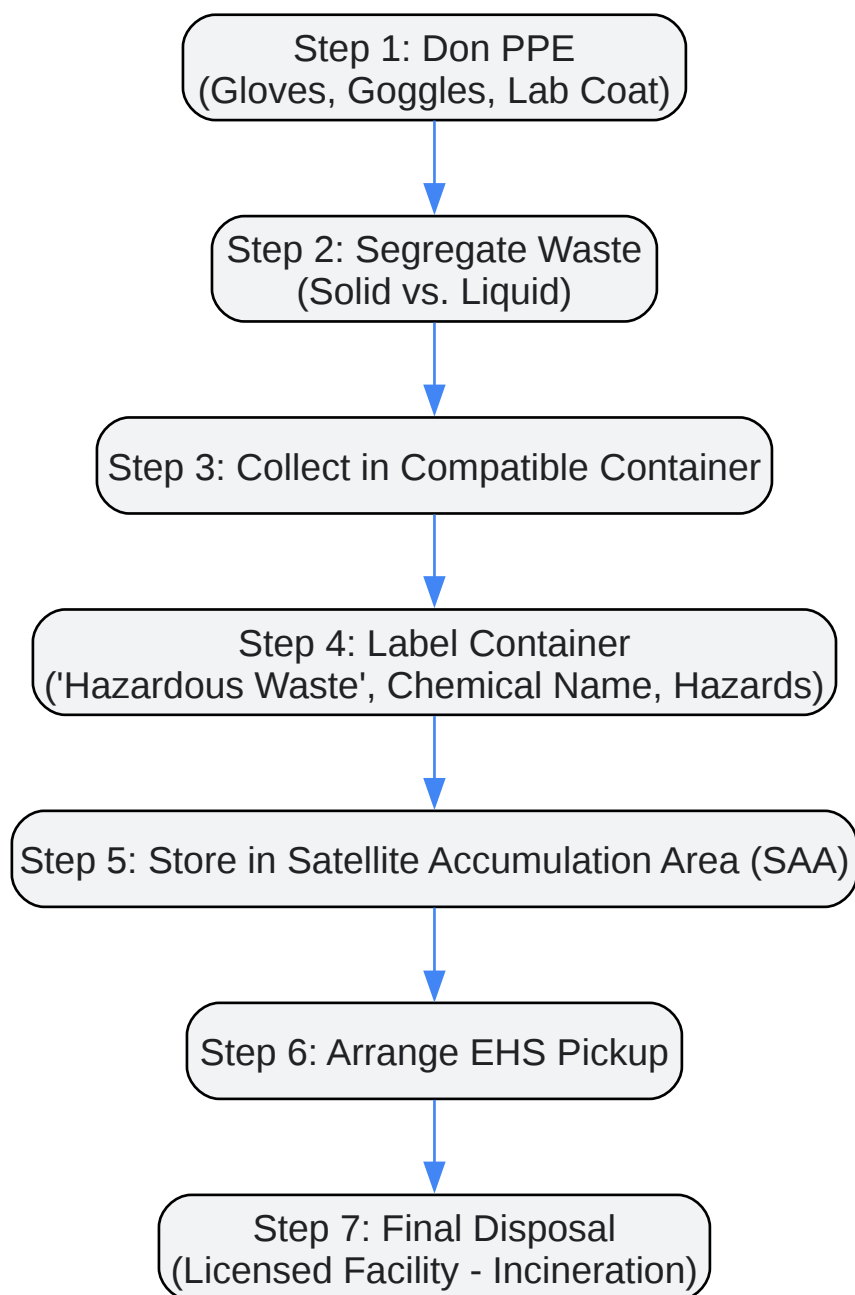 Step 1: Don PPE
(Gloves, Goggles, Lab Coat)
Step 2: Segregate Waste
(Solid vs. Liquid)
Step 3: Collect in Compatible Container
Step 4: Label Container
('Hazardous Waste', Chemical Name, Hazards)
Step 5: Store in Satellite Accumulation Area (SAA)
Step 6: Arrange EHS Pickup
Step 7: Final Disposal
(Licensed Facility - Incineration)